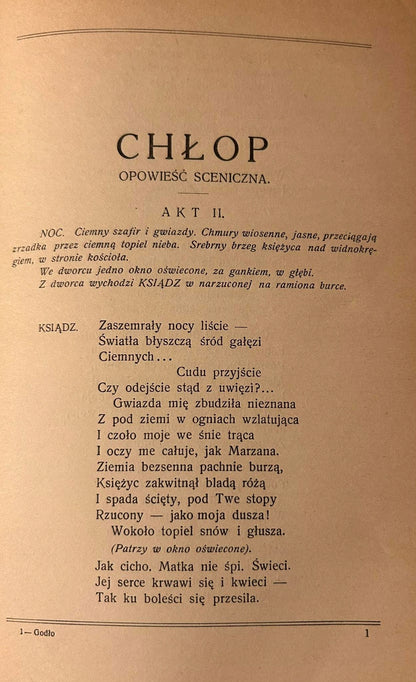 CHŁOP
OPOWIEŚĆ SCENICZNA.
AKT II.
NOC. Ciemny szafir i gwiazdy. Chmury wiosenne, jasne, przeciągają
zrzadka przez ciemną topiel nieba. Srebrny brzeg księżyca nad widnokrę-
giem, w stronie kościoła.
We dworcu jedno okno oświecone, za gankiem, w głębi.
Z dworca wychodzi KSIĄDZ w narzuconej na ramiona burce.
KSIĄDZ. Zaszemrały nocy liście —
Światła błyszczą śród gałęzi
Ciemnych...
Cudu przyjście
Czy odejście stąd z uwięzi?...
Gwiazda mię zbudziła nieznana
Z pod ziemi w ogniach wzlatująca
I czoło moje we śnie trąca
I oczy me całuje, jak Marzana.
Ziemia bezsenna pachnie burzą,
Księżyc zakwitnął bladą różą
I spada ścięty, pod Twe stopy
Rzucony — jako moja dusza!
Wokoło topiel snów i głusza.
(Patrzy w okno oświecone).
Jak cicho. Matka nie śpi. Świeci.
Jej serce krwawi się i kwieci —
Tak ku boleści się przesila.
1 — Godło
1